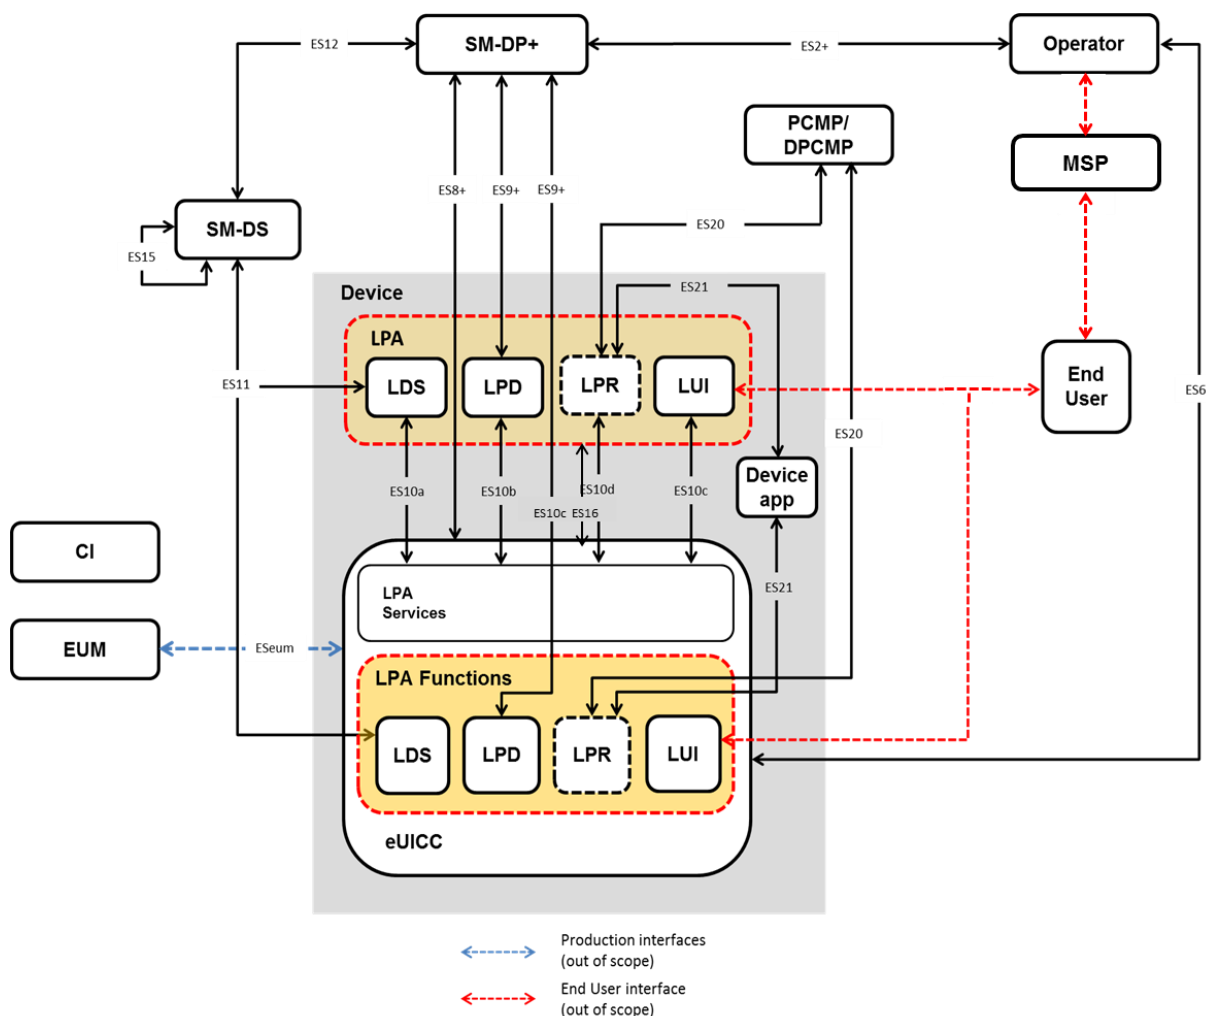 ES12
SM-DP+
ES2+
Operator
PCMP/
DPCMP
MSP
ES8+
ES9+
ES9+
SM-DS
ES20
ES15
Device
ES21
LPA
LDS
LPD
LPR
LUI
End
User
ES11
ES6
ES20
Device
app
ES10a
ES10b
ES10d
ES10c
ES10c
ES16
CI
LPA
Services
ES21
EUM
ESeum
LPA Functions
LDS
LPD
LPR
LUI
eUICC
Production interfaces
(out of scope)
End User interface
(out of scope)